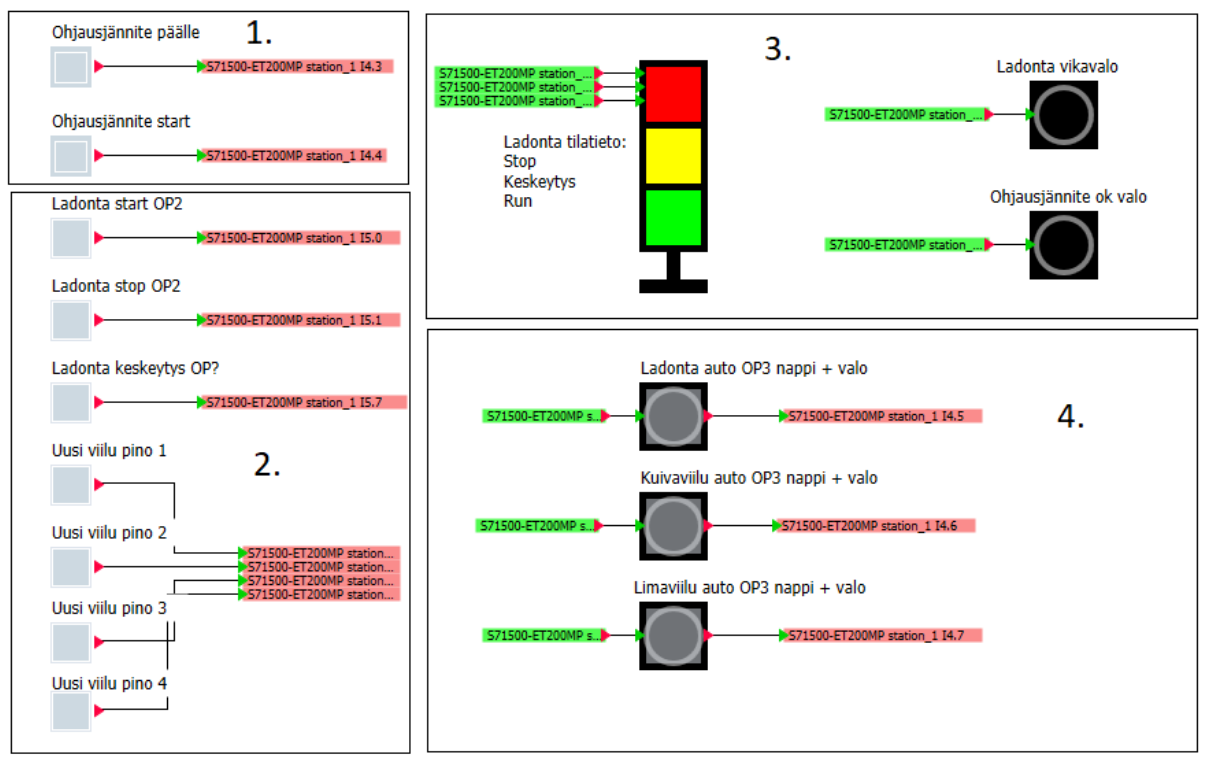 1.
Ohjausjännite päälle
S71500-ET200MP station_1 I4.3
Ohjausjännite start
S71500-ET200MP station_1 I4.4
2.
Ladonta start OP2
S71500-ET200MP station_1 I5.0
Ladonta stop OP2
S71500-ET200MP station_1 I5.1
Ladonta keskeytys OP?
S71500-ET200MP station_1 I5.7
Uusi viilu pino 1
Uusi viilu pino 2
S71500-ET200MP station...
S71500-ET200MP station...
S71500-ET200MP station...
S71500-ET200MP station...
Uusi viilu pino 3
Uusi viilu pino 4
3.
S71500-ET200MP station_...
S71500-ET200MP station_...
S71500-ET200MP station_...
Ladonta tilatieto:
Stop
Keskeytys
Run
Ladonta vikavalo
S71500-ET200MP station_...
Ohjausjännite ok valo
S71500-ET200MP station_...
4.
Ladonta auto OP3 nappi + valo
S71500-ET200MP s...
S71500-ET200MP station_1 I4.5
Kuivaviilu auto OP3 nappi + valo
S71500-ET200MP s...
S71500-ET200MP station_1 I4.6
Limaviilu auto OP3 nappi + valo
S71500-ET200MP s...
S71500-ET200MP station_1 I4.7